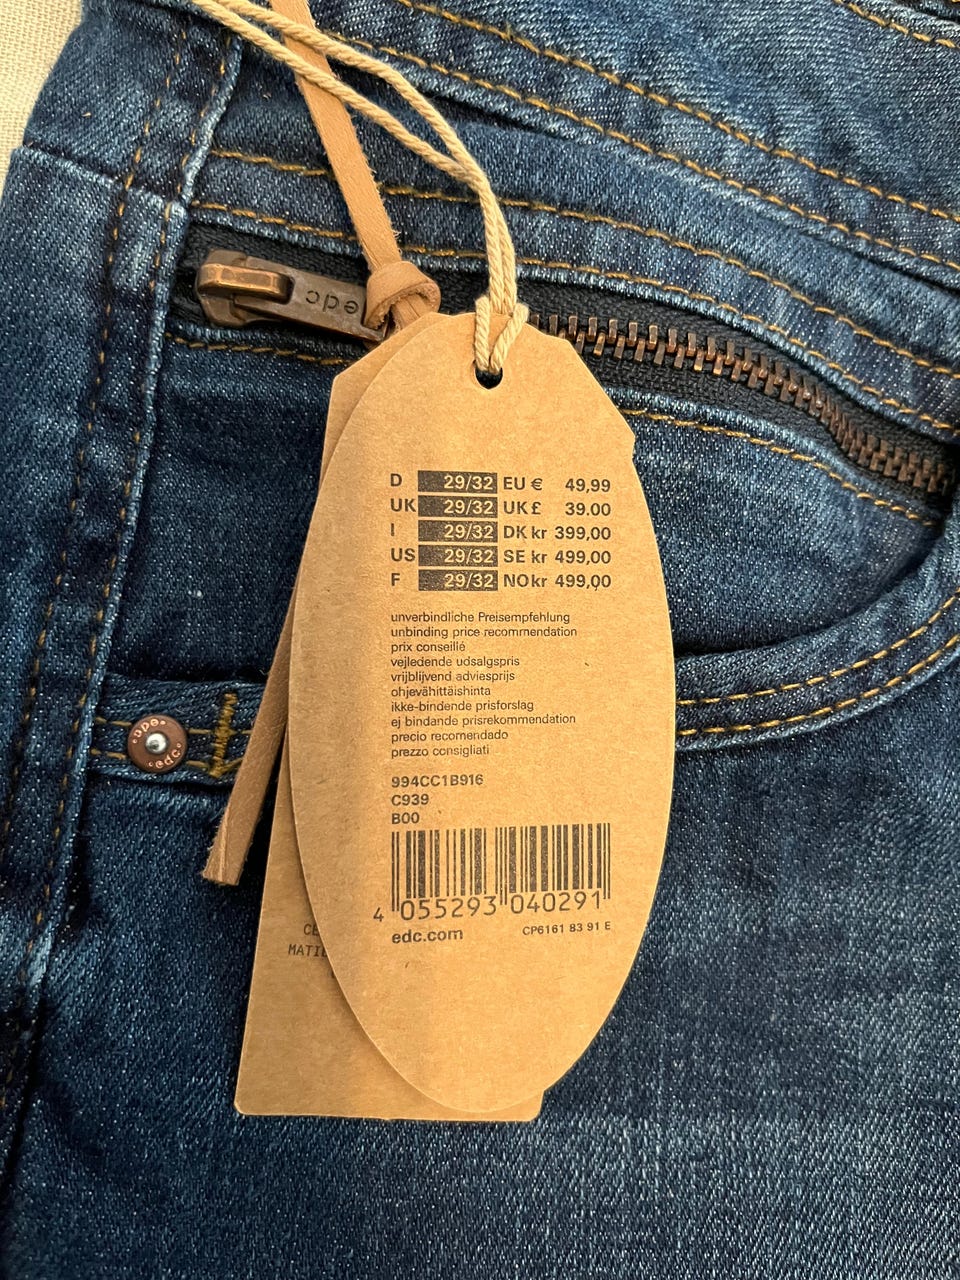 edc
D 29/32 EU € 49,99
UK 29/32 UK £ 39.00
I 29/32 DK kr 399,00
US 29/32 SE kr 499,00
F 29/32 NO kr 499,00
unverbindliche Preisempfehlung
unbinding price recommendation
prix conseillé
vejledende udsalgspris
vrijblijvend adviesprijs
ohjevähittäishinta
ikke-bindende prisforslag
ej bindande prisrekommendation
precio recomendado
prezzo consigliati
edc
994CC1B916
C939
B00
4 055293 040291
edc.com CP6161 83 91 E